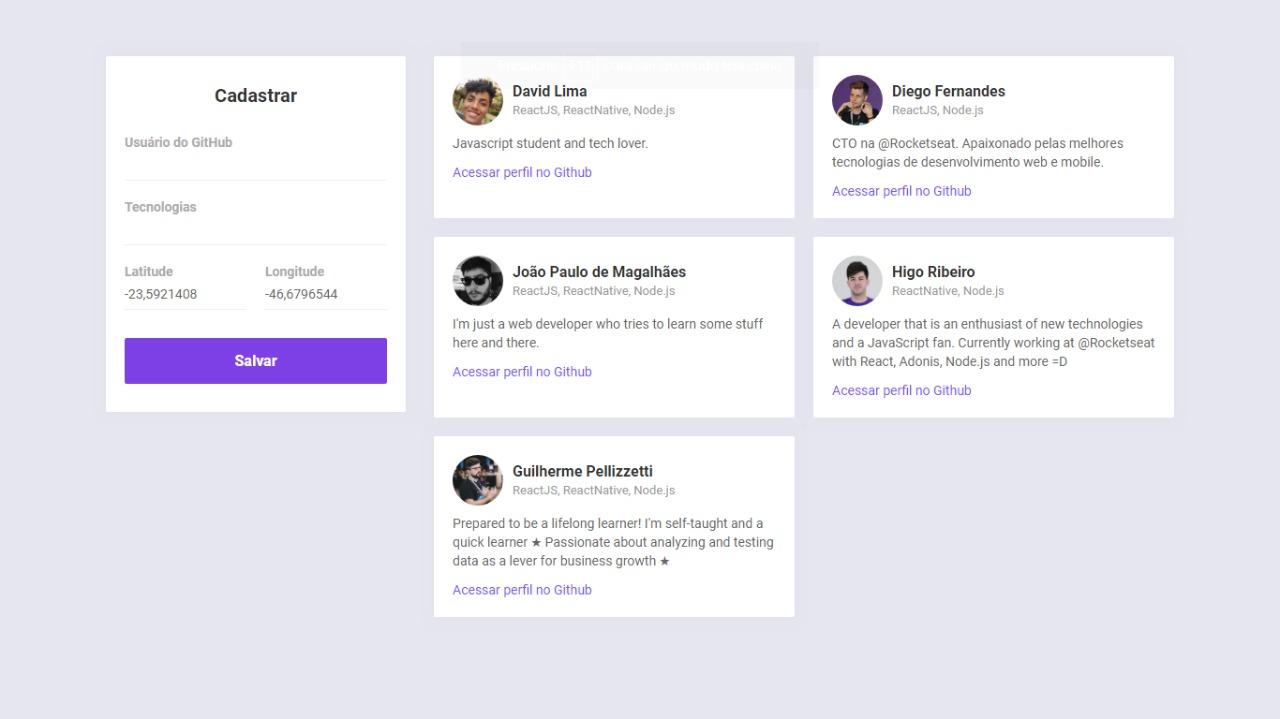 Cadastrar
Usuário do GitHub
Tecnologias
Latitude
Longitude
-23,5921408
-46,6796544
Salvar
David Lima
ReactJS, ReactNative, Node.js
Javascript student and tech lover.
Acessar perfil no Github
Diego Fernandes
ReactJS, Node.js
CTO na @Rocketseat. Apaixonado pelas melhores
tecnologias de desenvolvimento web e mobile.
Acessar perfil no Github
João Paulo de Magalhães
ReactJS, ReactNative, Node.js
I'm just a web developer who tries to learn some stuff
here and there.
Acessar perfil no Github
Higo Ribeiro
ReactNative, Node.js
A developer that is an enthusiast of new technologies
and a JavaScript fan. Currently working at @Rocketseat
with React, Adonis, Node.js and more =D
Acessar perfil no Github
Guilherme Pellizzetti
ReactJS, ReactNative, Node.js
Prepared to be a lifelong learner! I'm self-taught and a
quick learner ★ Passionate about analyzing and testing
data as a lever for business growth ★
Acessar perfil no Github